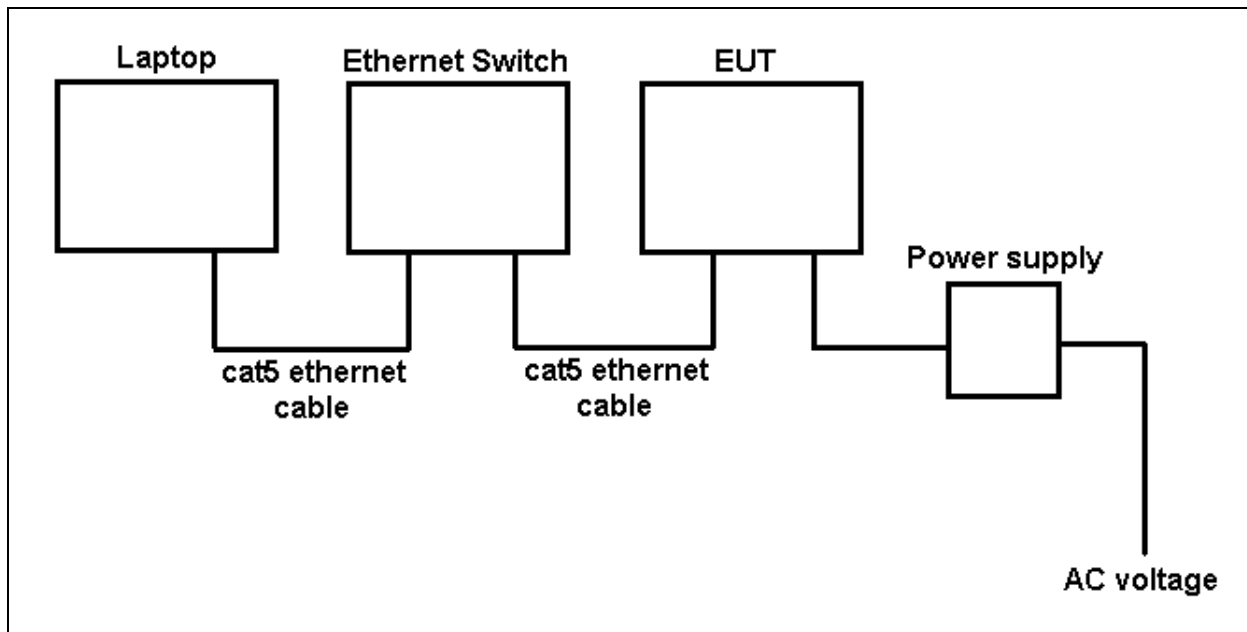 Laptop
Ethernet Switch
EUT
Power supply
cat5 ethernet
cable
cat5 ethernet
cable
AC voltage